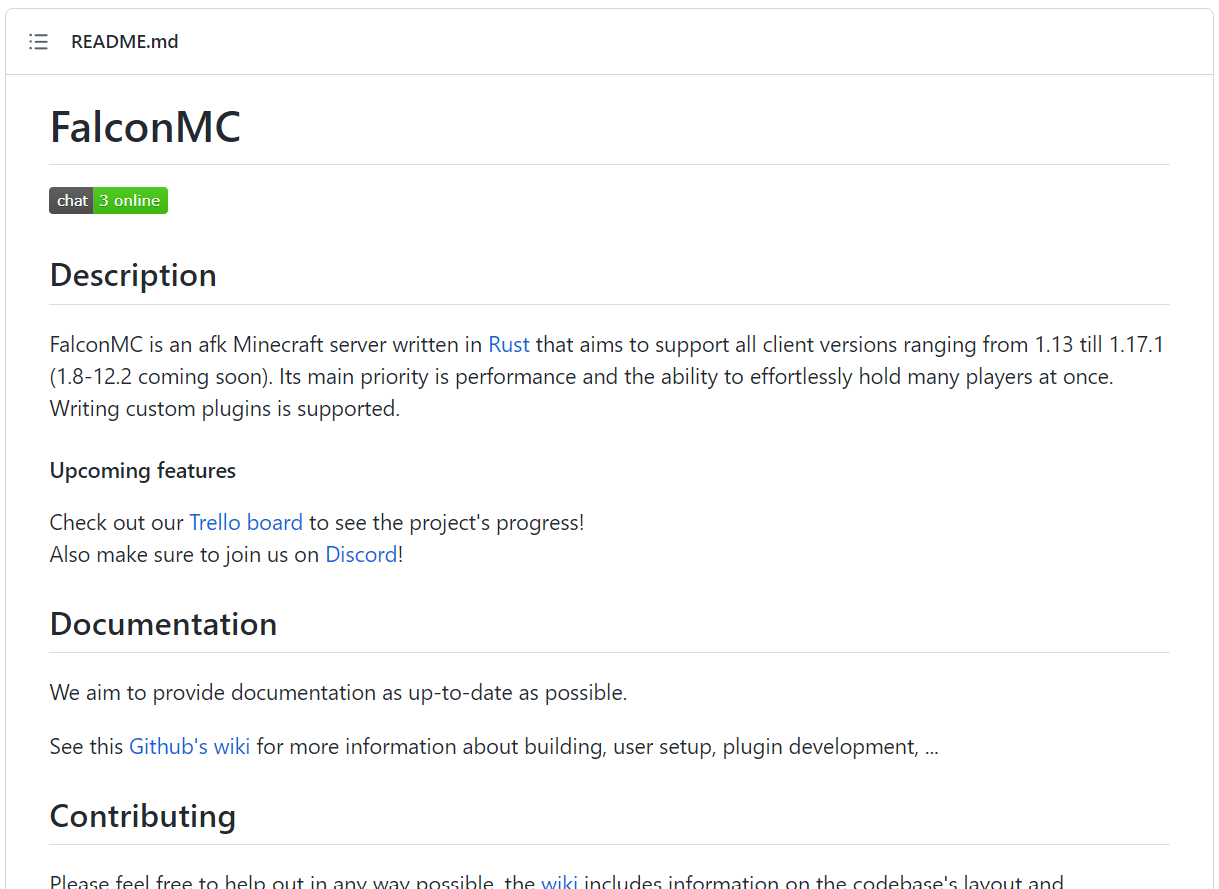 README.md
FalconMC
chat 3 online
Description
FalconMC is an afk Minecraft server written in Rust that aims to support all client versions ranging from 1.13 till 1.17.1
(1.8-12.2 coming soon). Its main priority is performance and the ability to effortlessly hold many players at once.
Writing custom plugins is supported.
Upcoming features
Check out our Trello board to see the project's progress!
Also make sure to join us on Discord!
Documentation
We aim to provide documentation as up-to-date as possible.
See this Github's wiki for more information about building, user setup, plugin development, ...
Contributing
Please feel free to help out in any way possible, the wiki includes information on the codebase's layout and